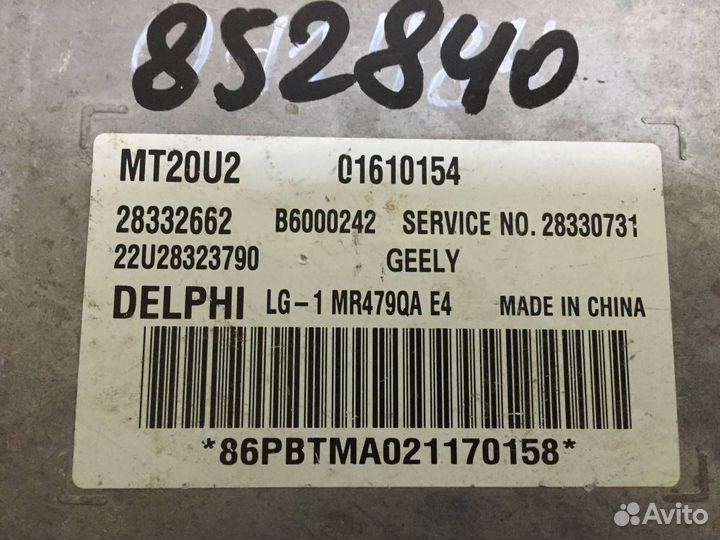 852840
MT20U2 01610154
28332662 B6000242 SERVICE NO. 28330731
22U28323790 GEELY
DELPHI LG-1 MR479QA E4 MADE IN CHINA
*86PBTMA021170158*
Avito